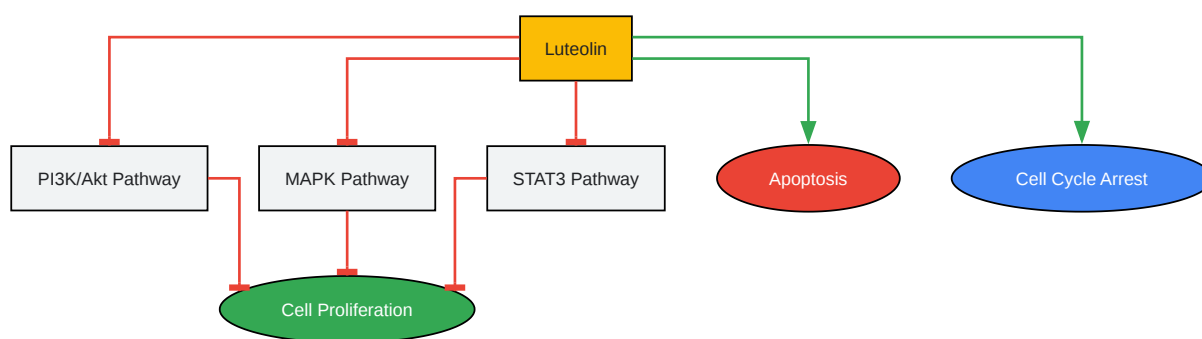 Luteolin
PI3K/Akt Pathway
MAPK Pathway
STAT3 Pathway
Apoptosis
Cell Cycle Arrest
Cell Proliferation